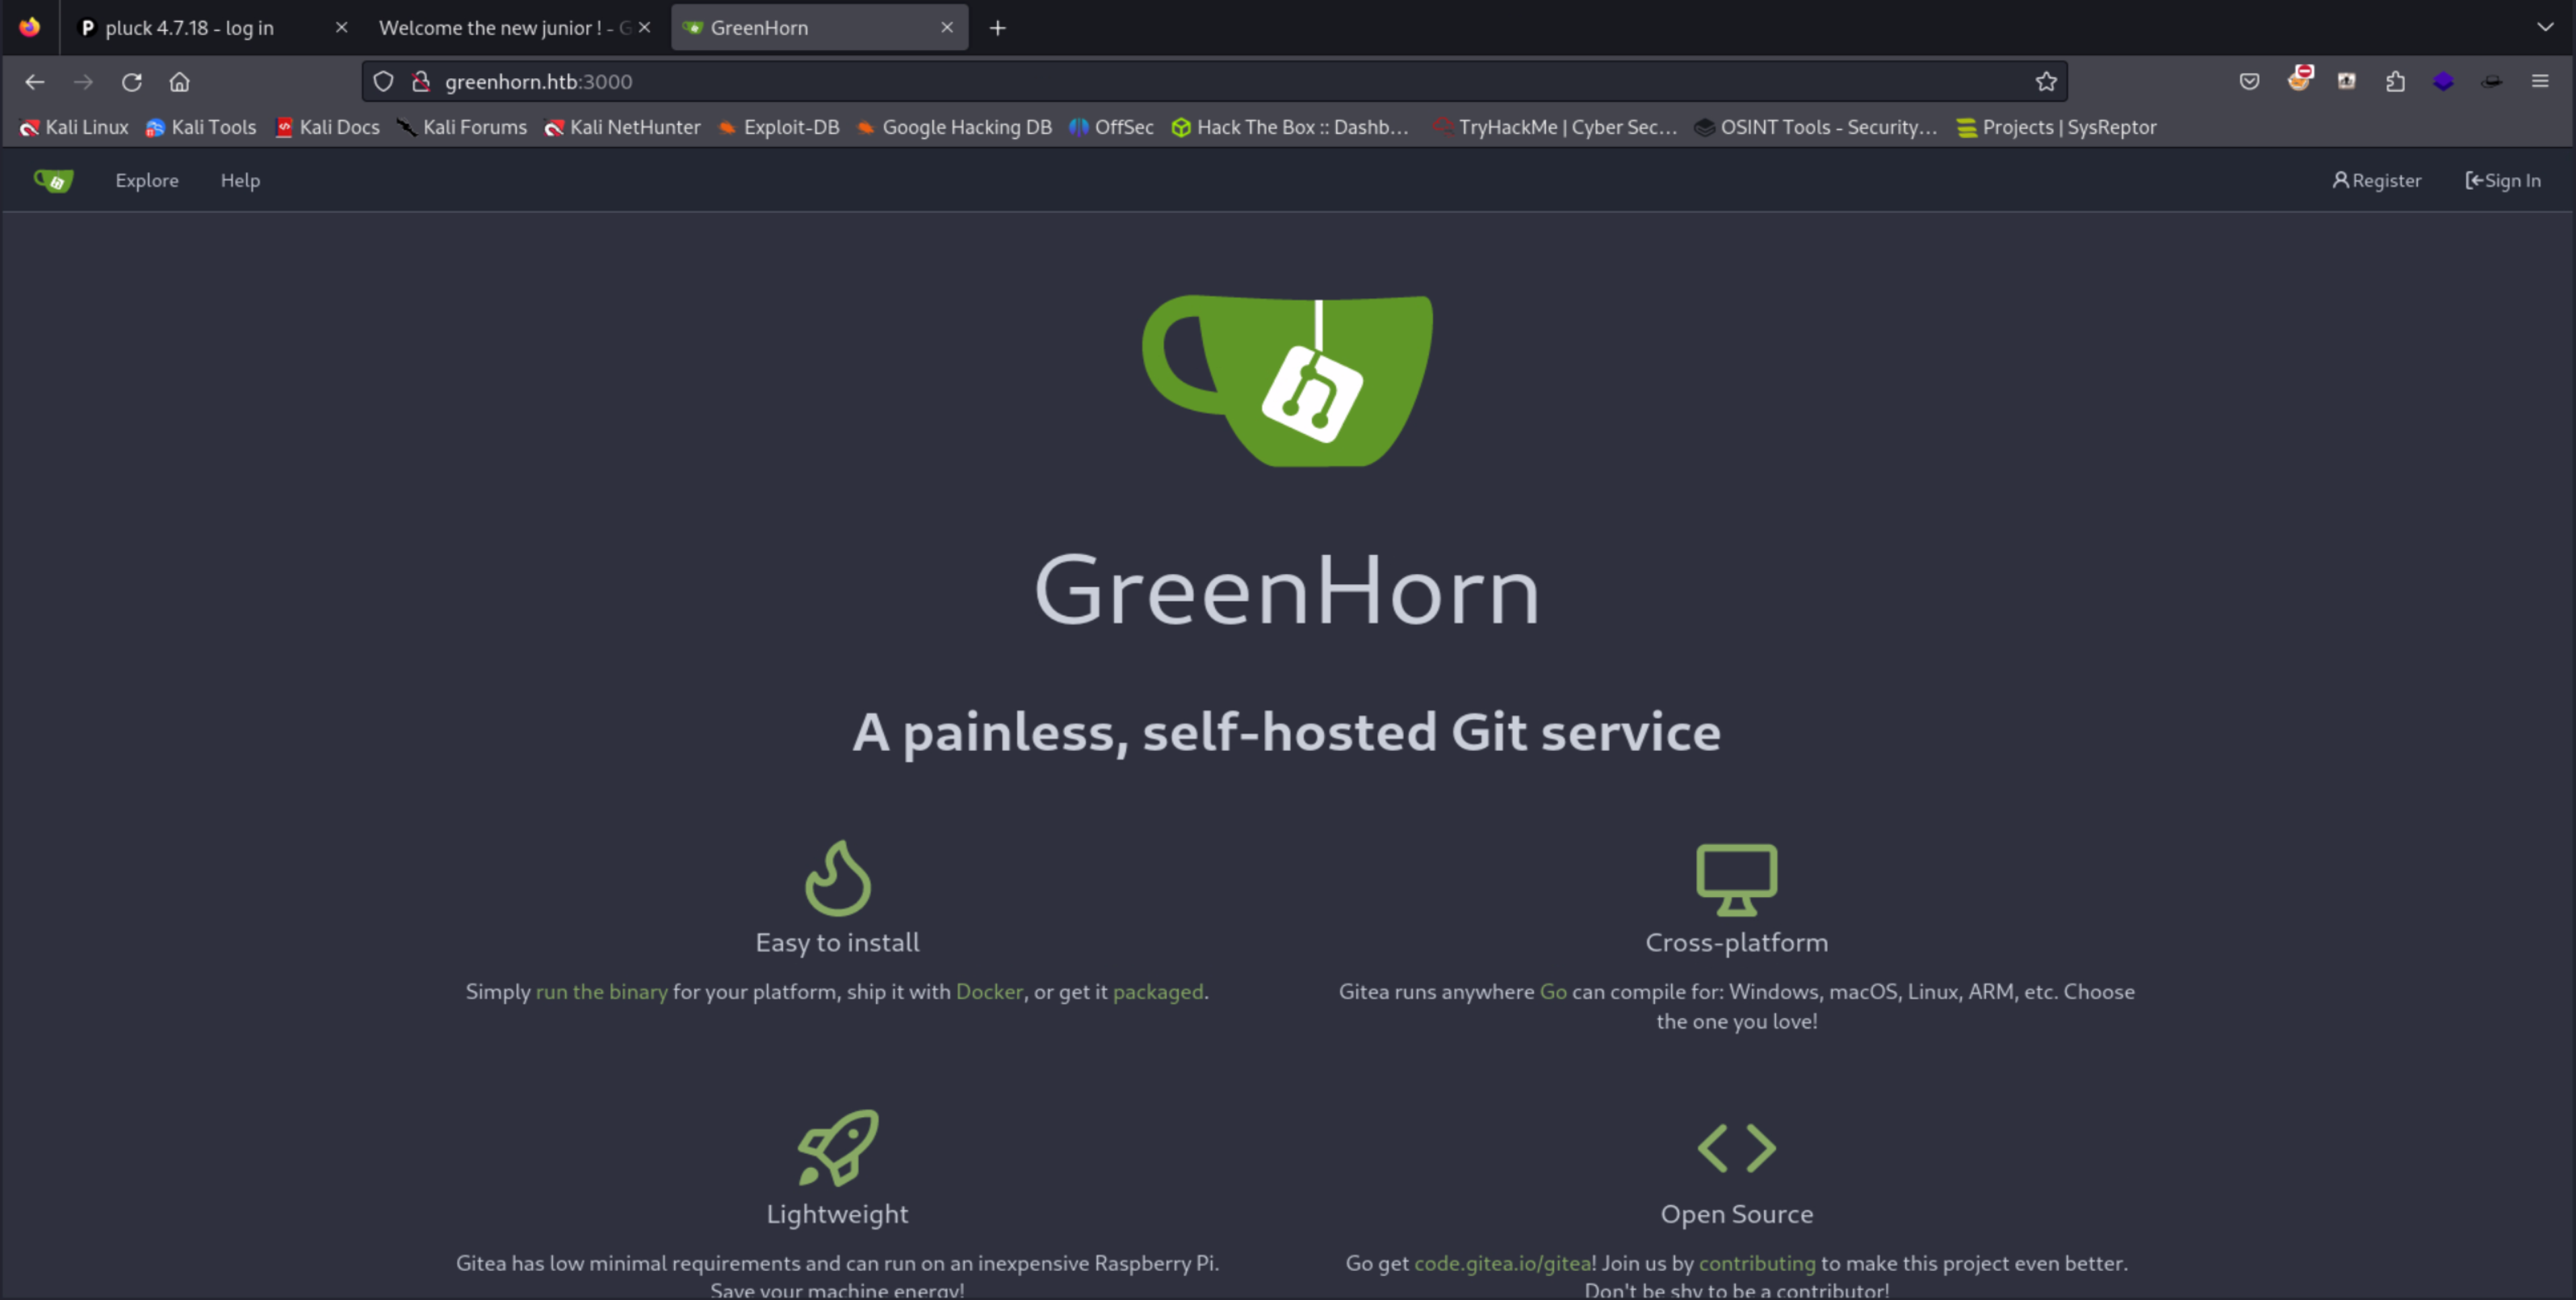 pluck 4.7.18 - log in
Welcome the new junior ! - G
GreenHorn
greenhorn.htb:3000
Kali Linux Kali Tools Kali Docs Kali Forums Kali NetHunter Exploit-DB Google Hacking DB OffSec Hack The Box :: Dashb… TryHackMe | Cyber Sec… OSINT Tools - Security… Projects | SysReptor
Explore Help Register Sign In
GreenHorn
A painless, self-hosted Git service
Easy to install
Simply run the binary for your platform, ship it with Docker, or get it packaged.
Cross-platform
Gitea runs anywhere Go can compile for: Windows, macOS, Linux, ARM, etc. Choose
the one you love!
Lightweight
Gitea has low minimal requirements and can run on an inexpensive Raspberry Pi.
Save your machine energy!
Open Source
Go get code.gitea.io/gitea! Join us by contributing to make this project even better.
Don't be shy to be a contributor!